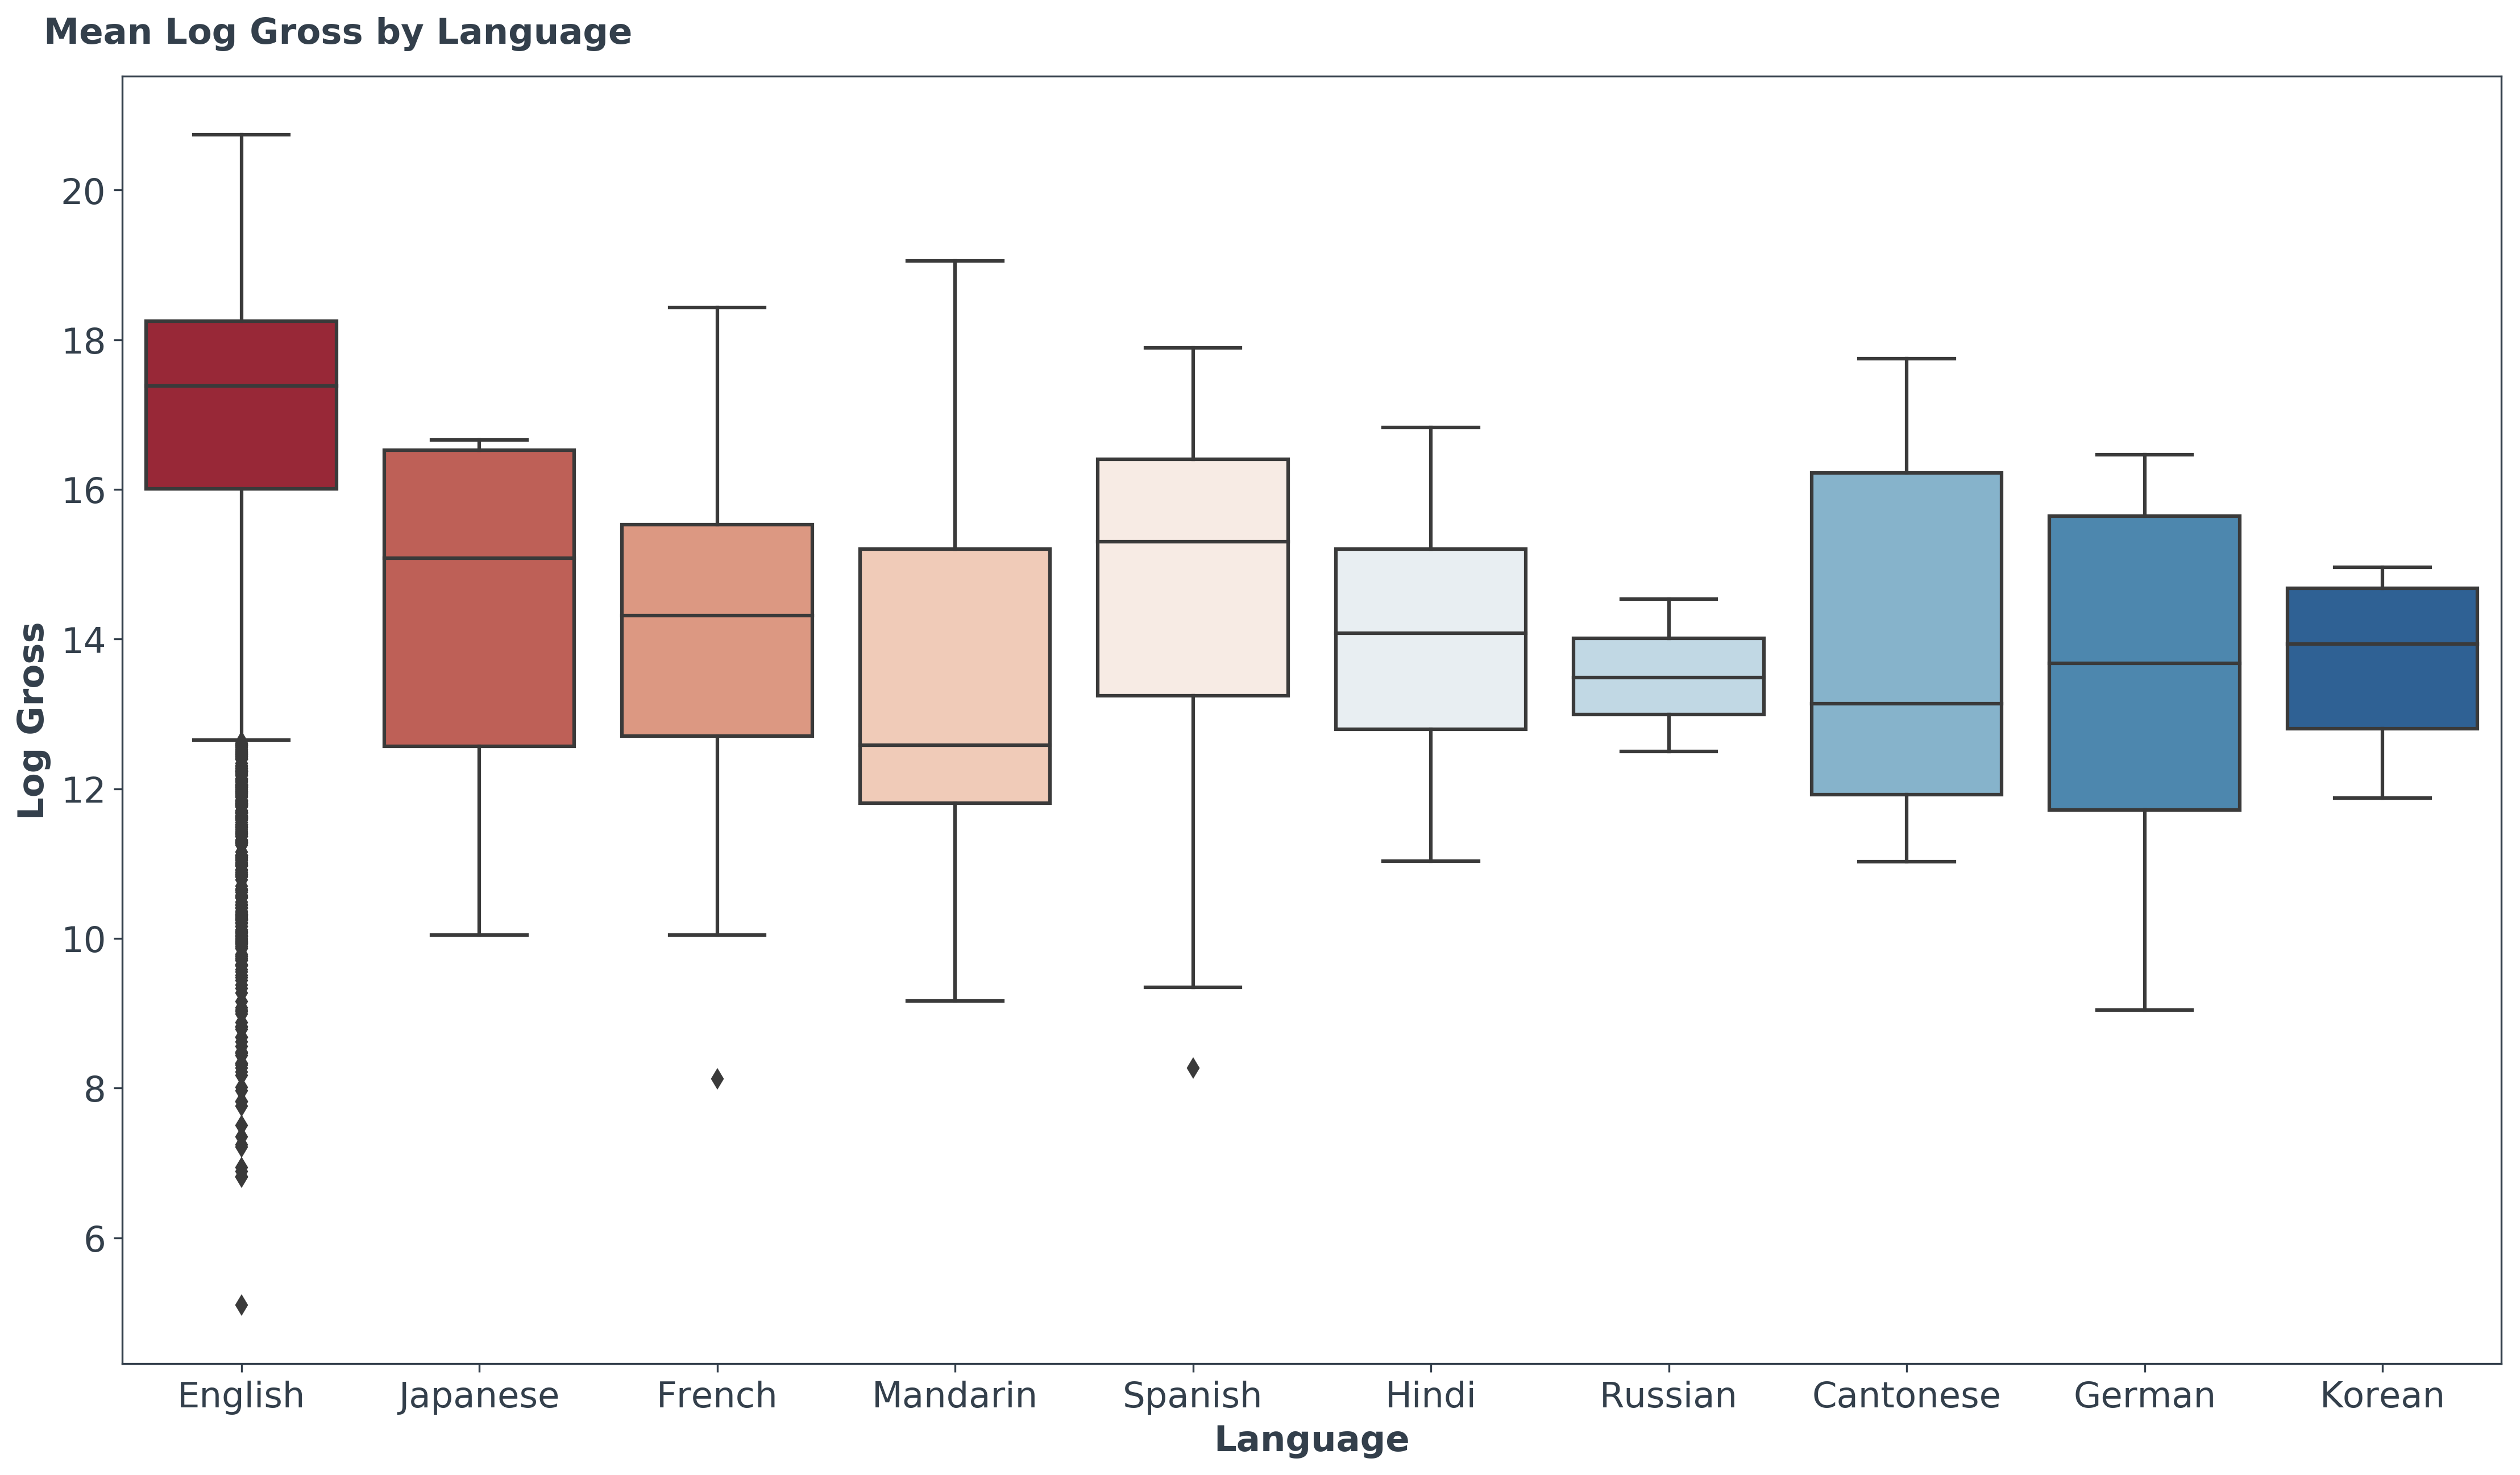 Mean Log Gross by Language
Log Gross
20
18
16
14
12
10
8
6
English Japanese French Mandarin Spanish Hindi Russian Cantonese German Korean
Language